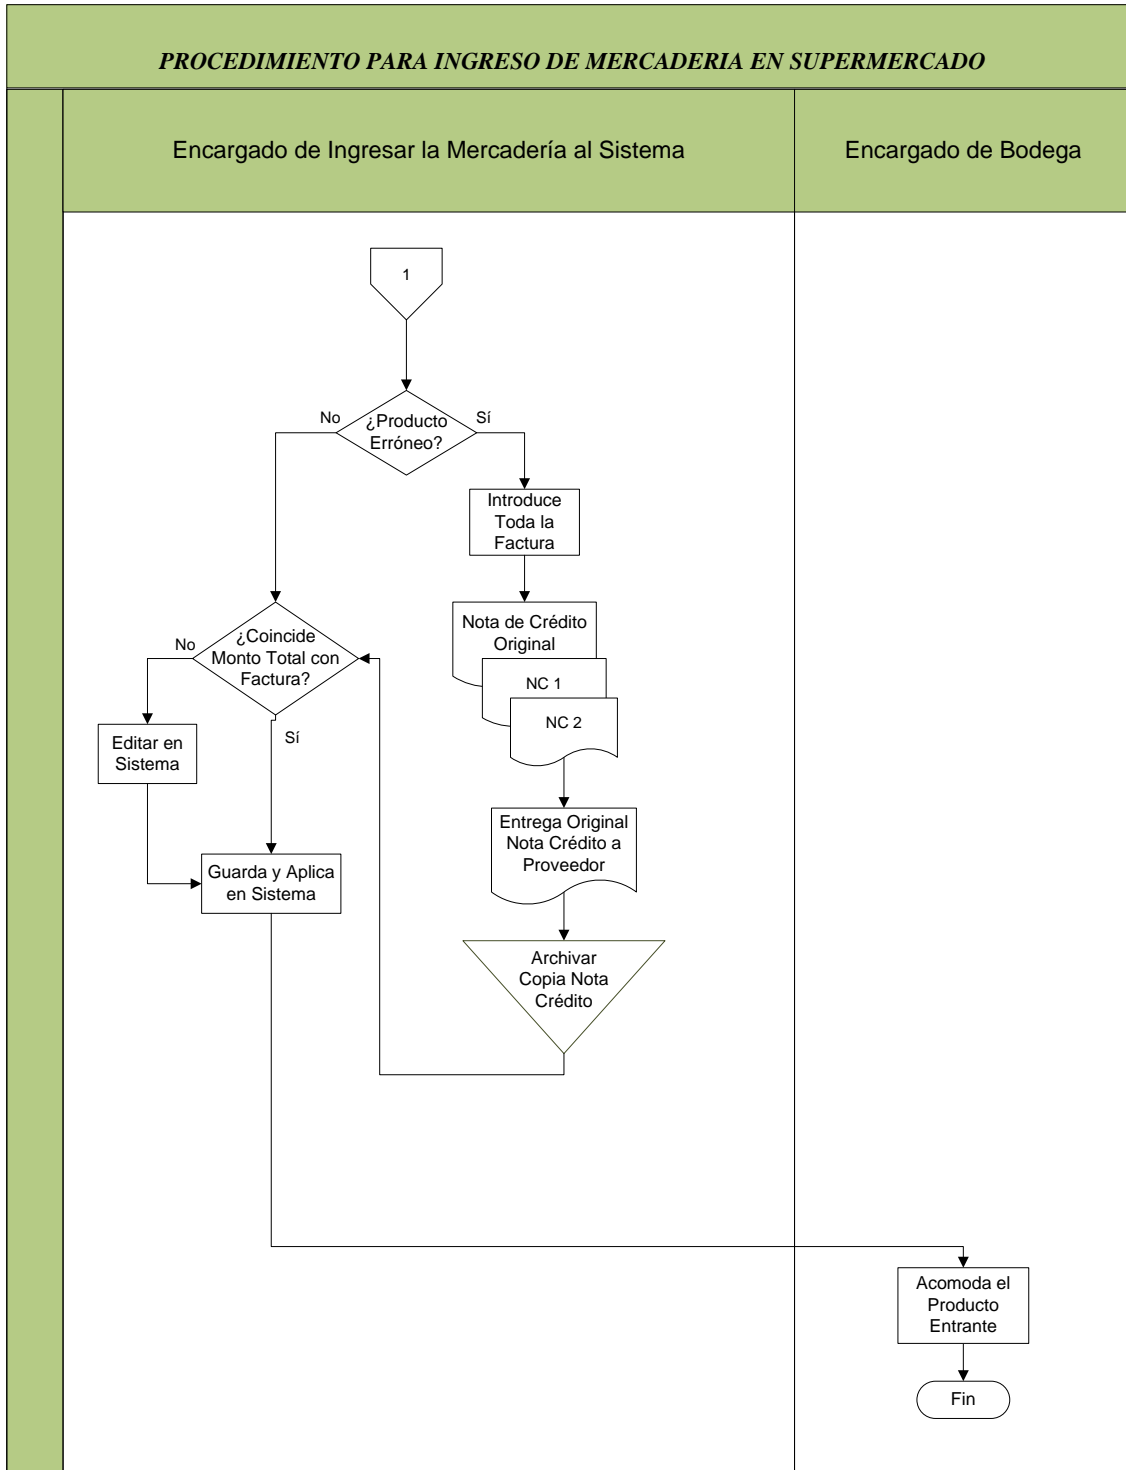 PROCEDIMIENTO PARA INGRESO DE MERCADERIA EN SUPERMERCADO
Encargado de Ingresar la Mercadería al Sistema
Encargado de Bodega
1
¿Producto
Erróneo?
No
Sí
Introduce
Toda la
Factura
Nota de Crédito
Original
NC 1
NC 2
¿Coincide
Monto Total con
Factura?
No
Sí
Editar en
Sistema
Entrega Original
Nota Crédito a
Proveedor
Guarda y Aplica
en Sistema
Archivar
Copia Nota
Crédito
Acomoda el
Producto
Entrante
Fin